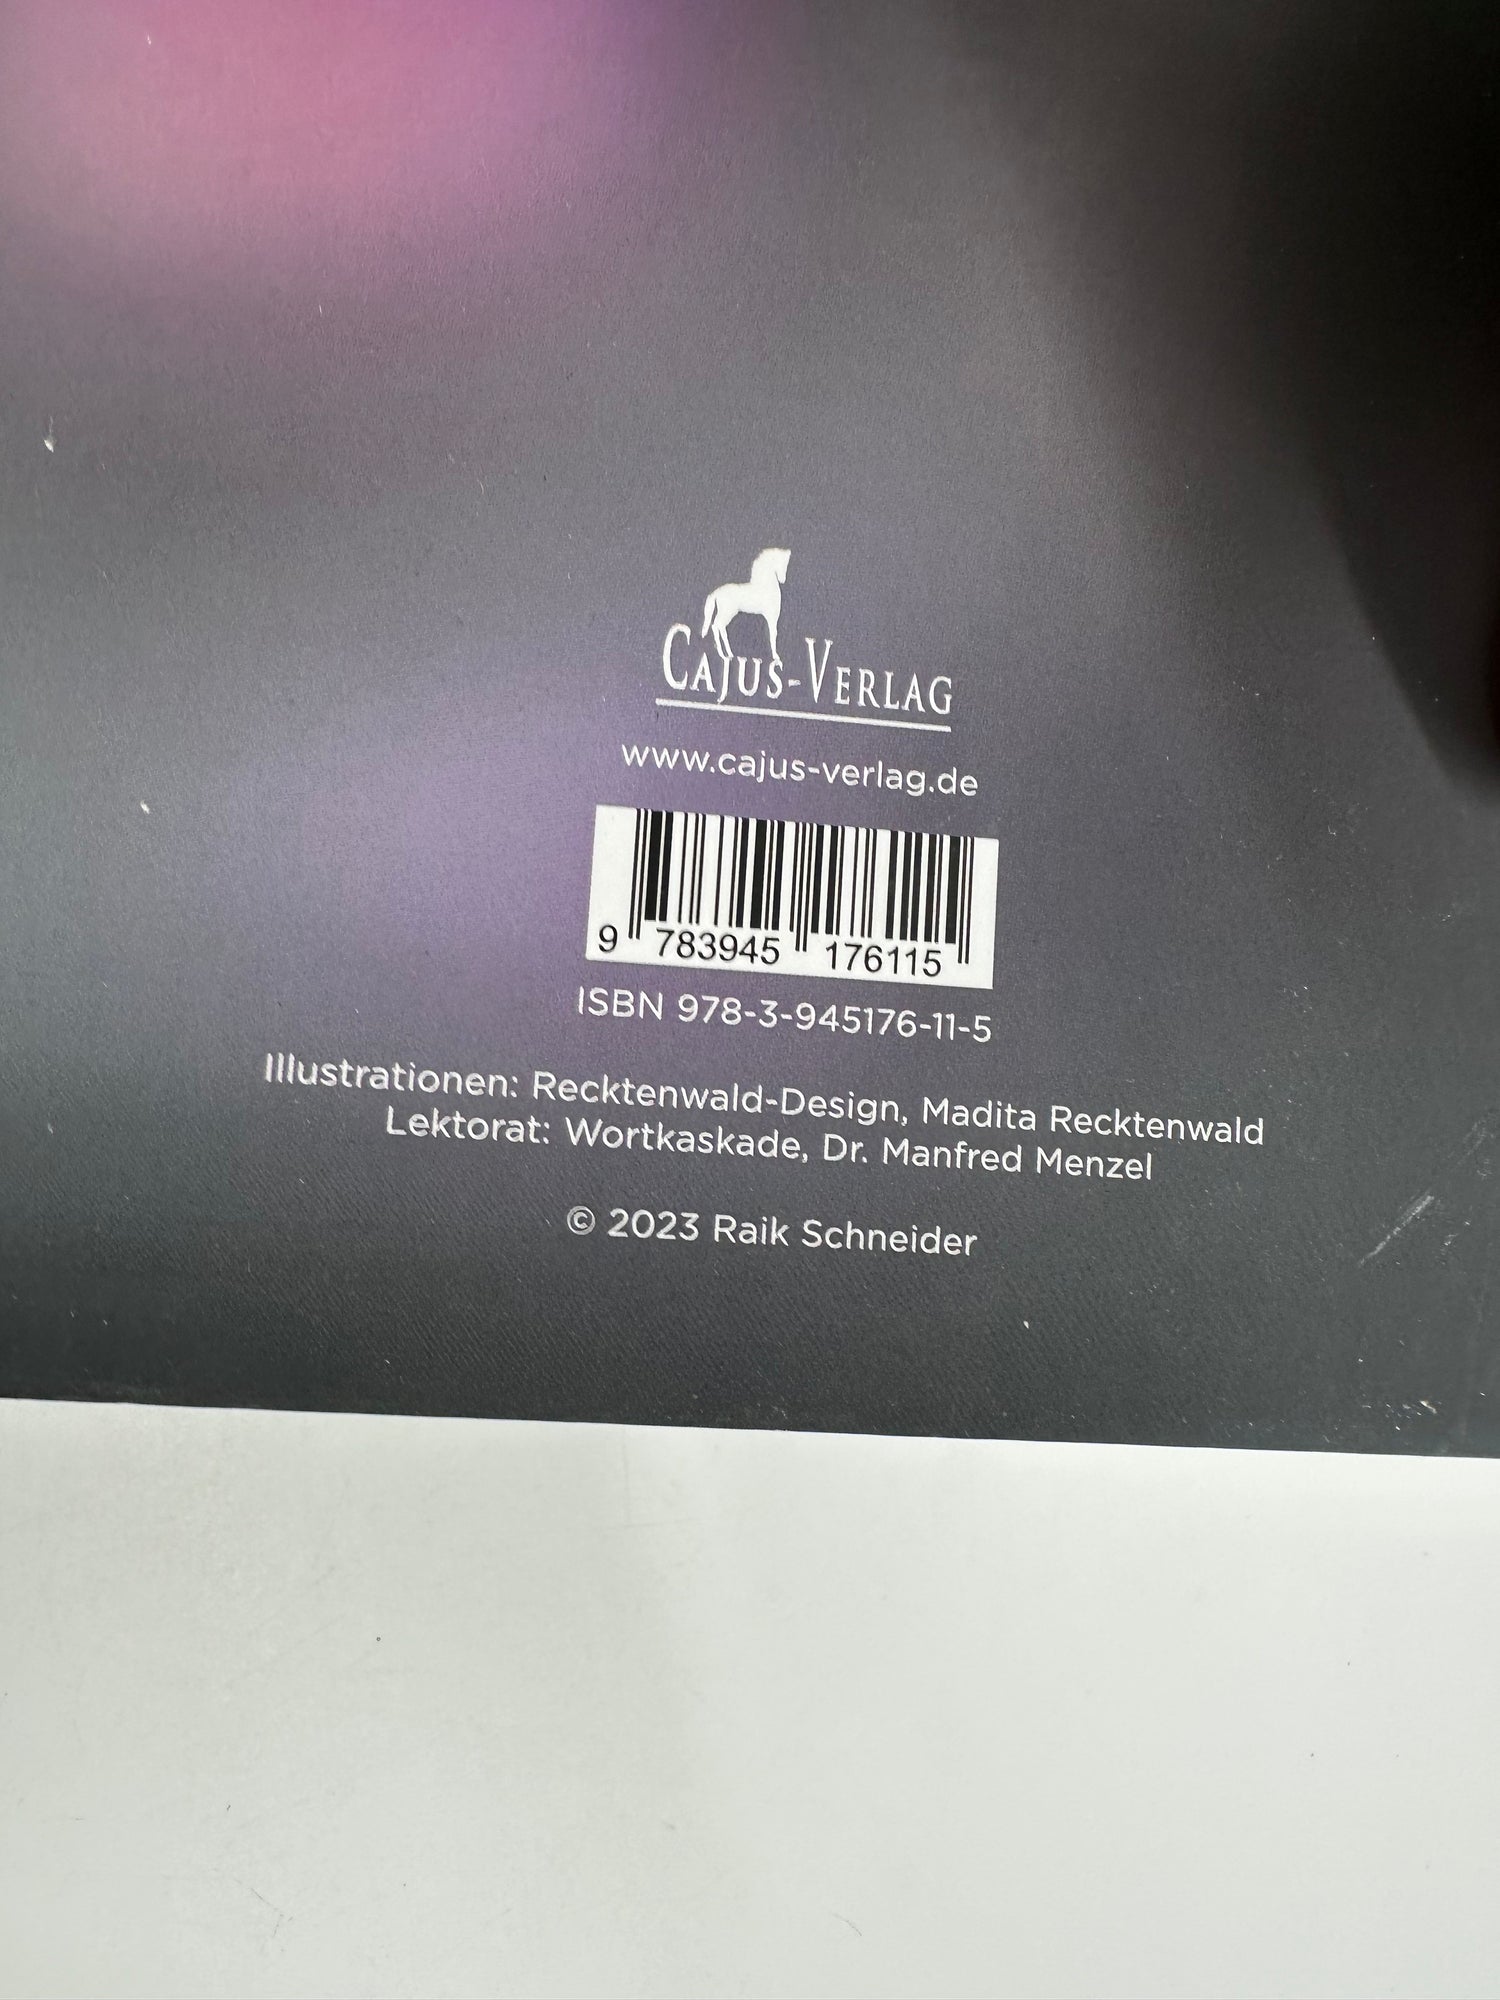 CAJUS-VERLAG
www.cajus-verlag.de
9 783945 176115
ISBN 978-3-945176-11-5
Illustrationen: Recktenwald-Design, Madita Recktenwald
Lektorat: Wortkaskade, Dr. Manfred Menzel
© 2023 Raik Schneider